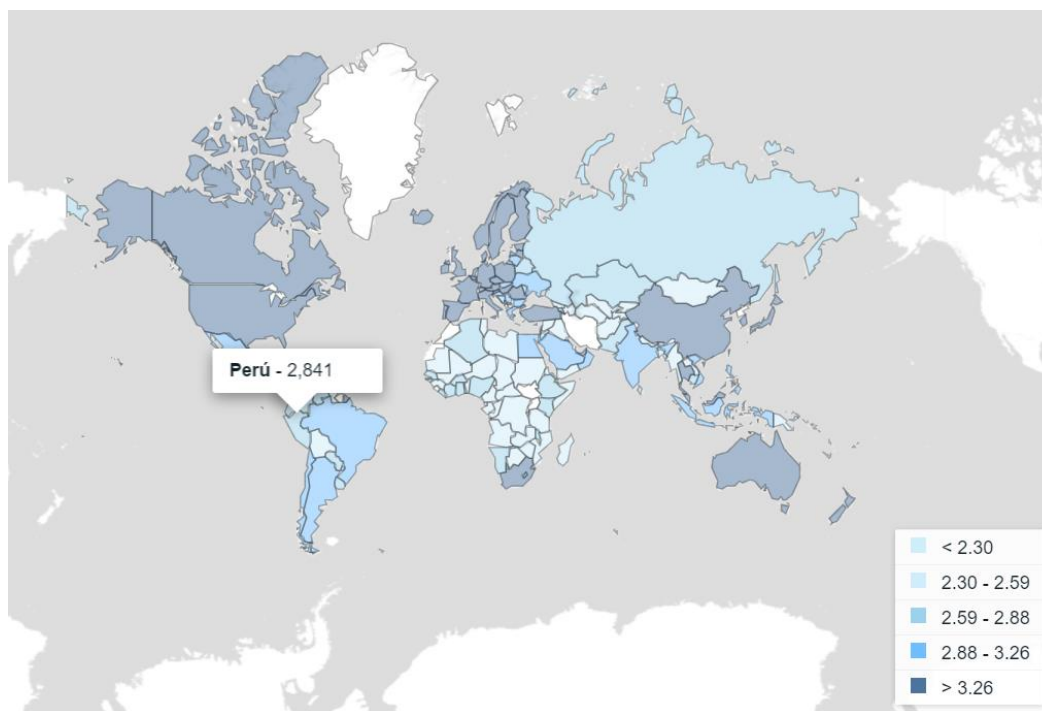 Perú - 2,841
< 2.30
2.30 - 2.59
2.59 - 2.88
2.88 - 3.26
> 3.26